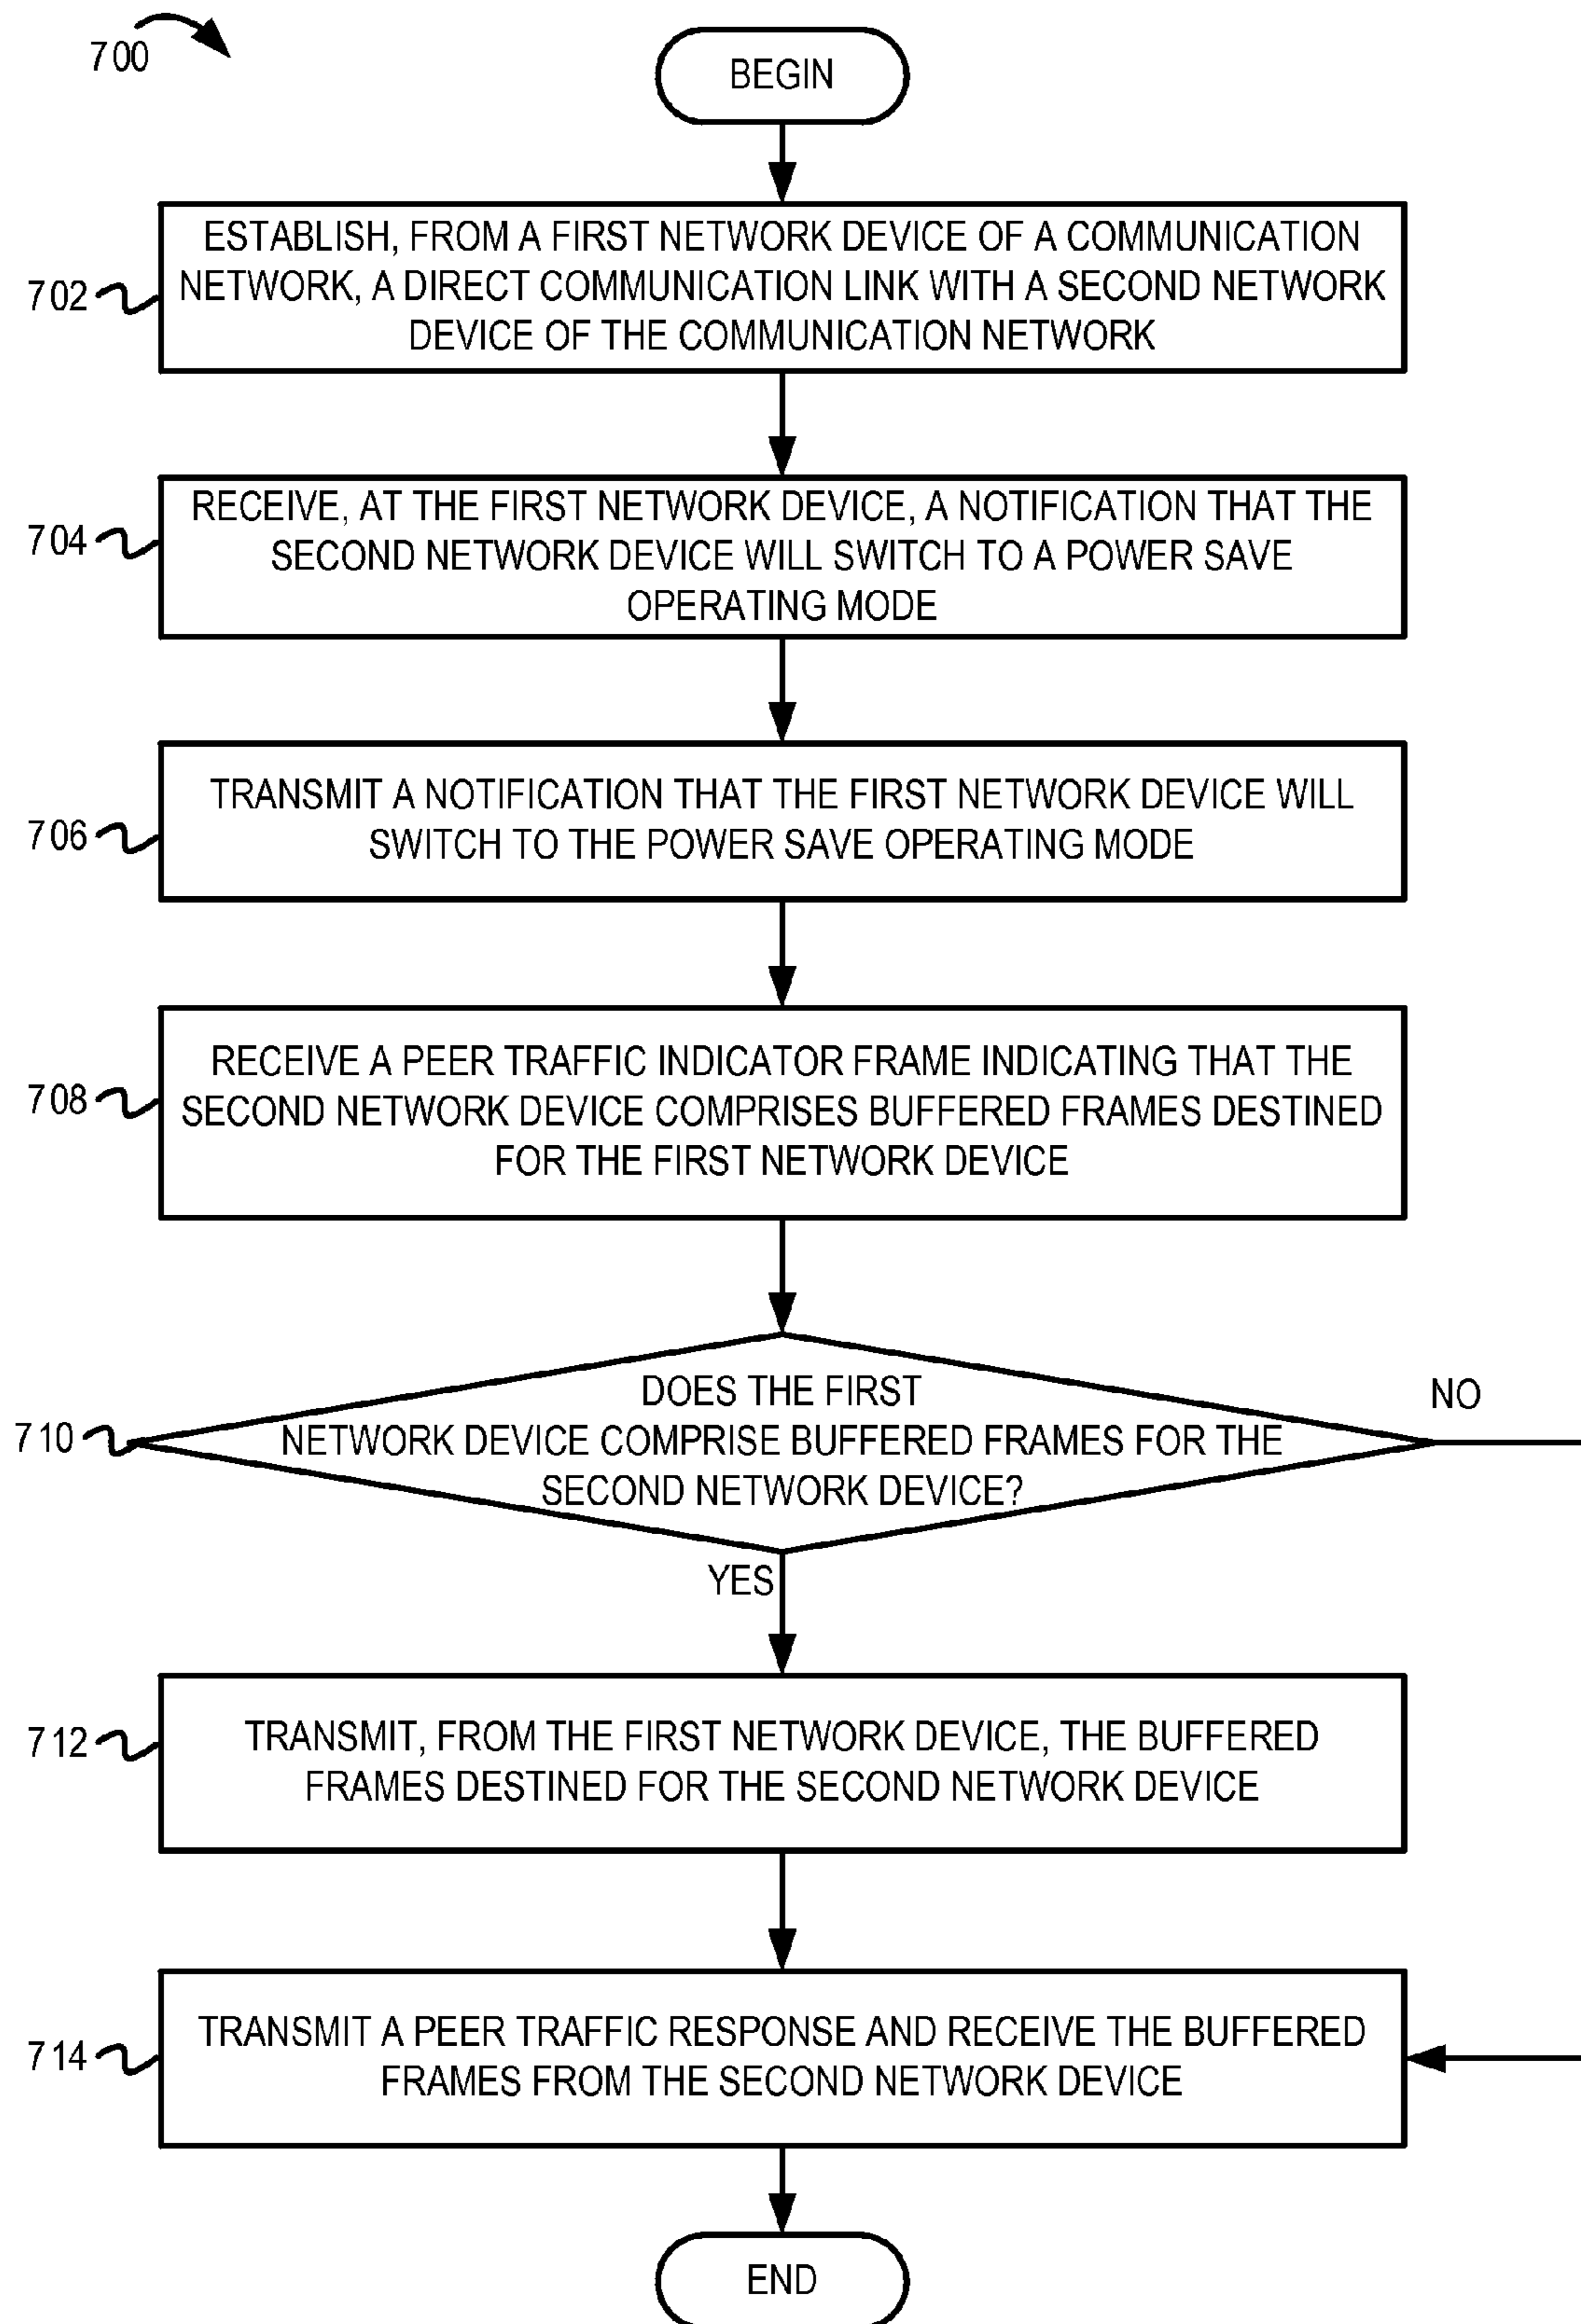 700
BEGIN
702
ESTABLISH, FROM A FIRST NETWORK DEVICE OF A COMMUNICATION
NETWORK, A DIRECT COMMUNICATION LINK WITH A SECOND NETWORK
DEVICE OF THE COMMUNICATION NETWORK
704
RECEIVE, AT THE FIRST NETWORK DEVICE, A NOTIFICATION THAT THE
SECOND NETWORK DEVICE WILL SWITCH TO A POWER SAVE
OPERATING MODE
706
TRANSMIT A NOTIFICATION THAT THE FIRST NETWORK DEVICE WILL
SWITCH TO THE POWER SAVE OPERATING MODE
708
RECEIVE A PEER TRAFFIC INDICATOR FRAME INDICATING THAT THE
SECOND NETWORK DEVICE COMPRISES BUFFERED FRAMES DESTINED
FOR THE FIRST NETWORK DEVICE
710
DOES THE FIRST
NETWORK DEVICE COMPRISE BUFFERED FRAMES FOR THE
SECOND NETWORK DEVICE?
NO
YES
712
TRANSMIT, FROM THE FIRST NETWORK DEVICE, THE BUFFERED
FRAMES DESTINED FOR THE SECOND NETWORK DEVICE
714
TRANSMIT A PEER TRAFFIC RESPONSE AND RECEIVE THE BUFFERED
FRAMES FROM THE SECOND NETWORK DEVICE
END